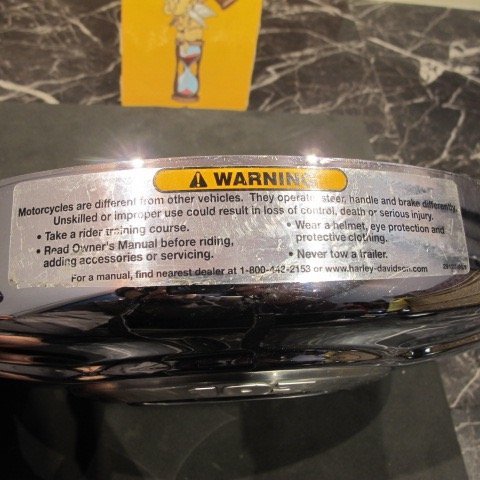 WARNING
Motorcycles are different from other vehicles. They operate, steer, handle and brake differently.
Unskilled or improper use could result in loss of control, death or serious injury.
• Take a rider training course.
• Read Owner's Manual before riding,
adding accessories or servicing.
• Wear a helmet, eye protection and
protective clothing.
• Never tow a trailer.
For a manual, find nearest dealer at 1-800-442-2153 or www.harley-davidson.com